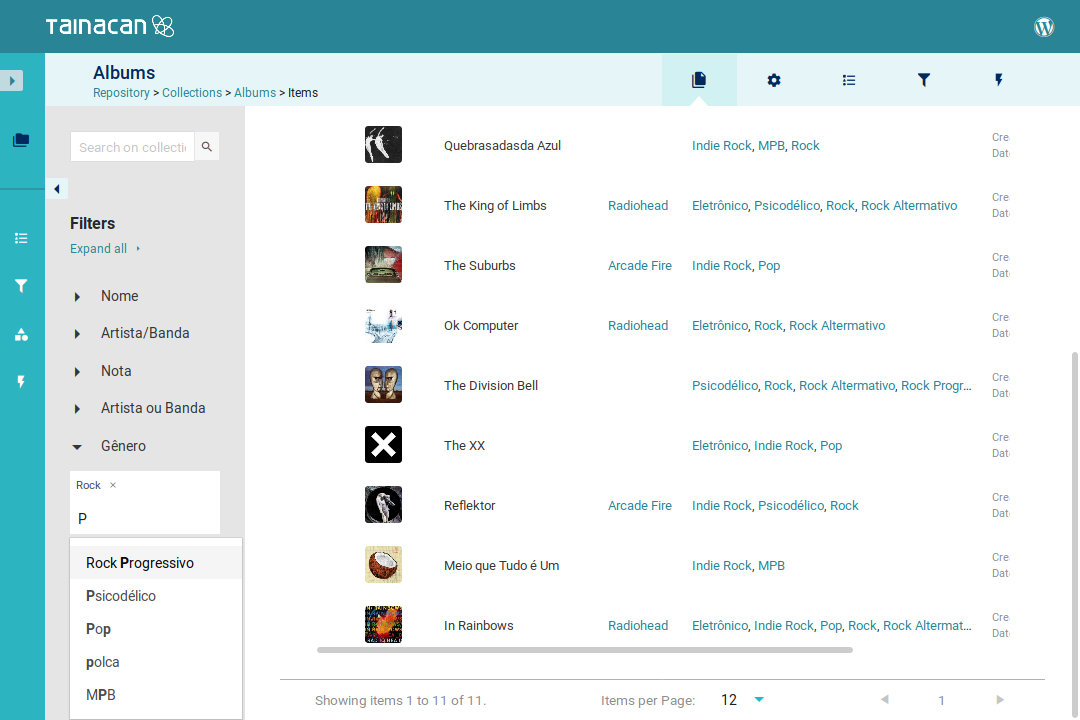 TAINACAN
Albums
Repository > Collections > Albums > Items
Search on collecti
Filters
Expand all
Nome
Artista/Banda
Nota
Artista ou Banda
Gênero
Rock ×
P
Rock Progressivo
Psicodélico
Pop
polca
MPB
Quebrasadasda Azul Indie Rock, MPB, Rock Cre
Dat
The King of Limbs Radiohead Eletrônico, Psicodélico, Rock, Rock Alternativo Cre
Dat
The Suburbs Arcade Fire Indie Rock, Pop Cre
Dat
Ok Computer Radiohead Eletrônico, Rock, Rock Alternativo Cre
Dat
The Division Bell Psicodélico, Rock, Rock Alternativo, Rock Progr... Cre
Dat
The XX Eletrônico, Indie Rock, Pop Cre
Dat
Reflektor Arcade Fire Indie Rock, Psicodélico, Rock Cre
Dat
Meio que Tudo é Um Indie Rock, MPB Cre
Dat
In Rainbows Radiohead Eletrônico, Indie Rock, Pop, Rock, Rock Alternat... Cre
Dat
Showing items 1 to 11 of 11. Items per Page: 12 1